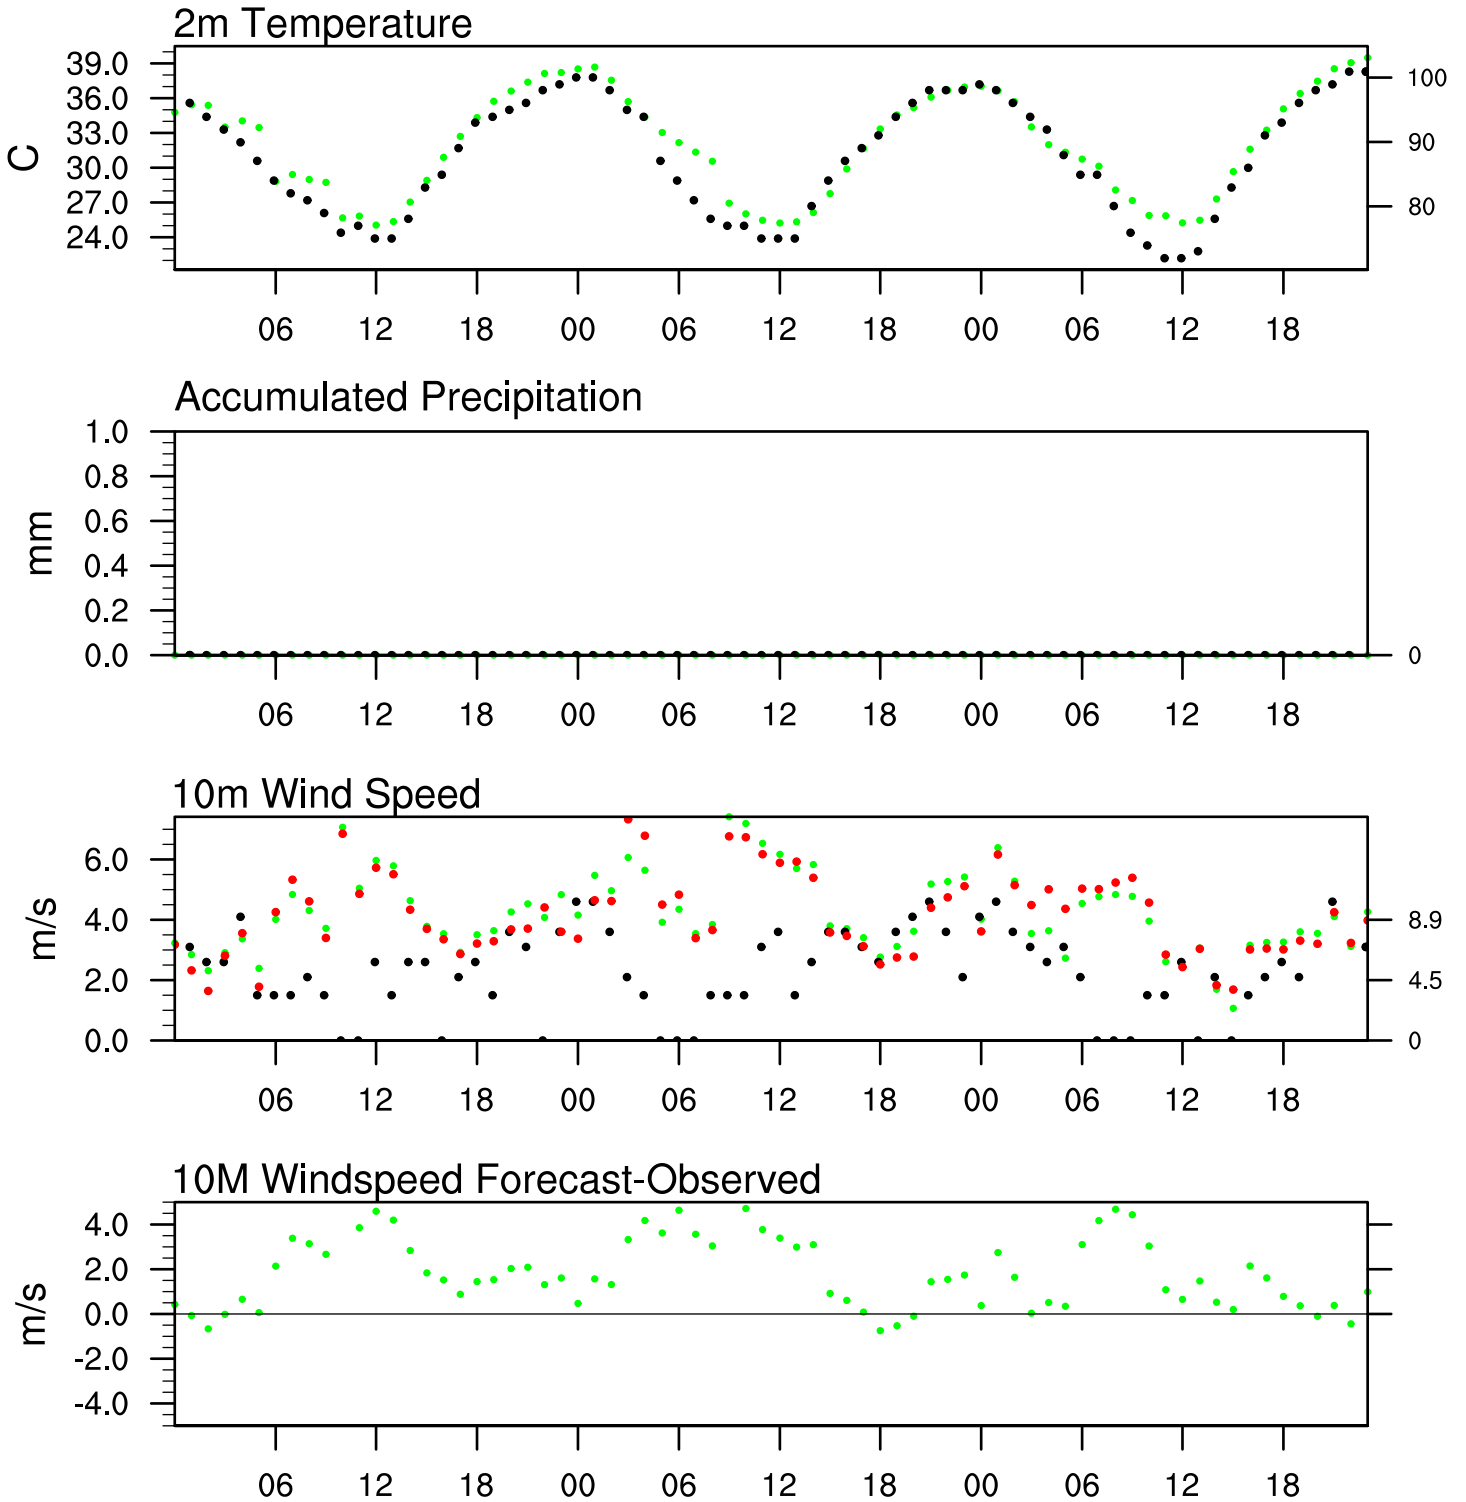 2m Temperature
39.0
36.0
33.0
30.0
27.0
24.0
C
100
90
80
06 12 18 00 06 12 18 00 06 12 18
Accumulated Precipitation
1.0
0.8
0.6
0.4
0.2
0.0
mm
0
06 12 18 00 06 12 18 00 06 12 18
10m Wind Speed
6.0
4.0
2.0
0.0
m/s
8.9
4.5
0
06 12 18 00 06 12 18 00 06 12 18
10M Windspeed Forecast-Observed
4.0
2.0
0.0
-2.0
-4.0
m/s
06 12 18 00 06 12 18 00 06 12 18